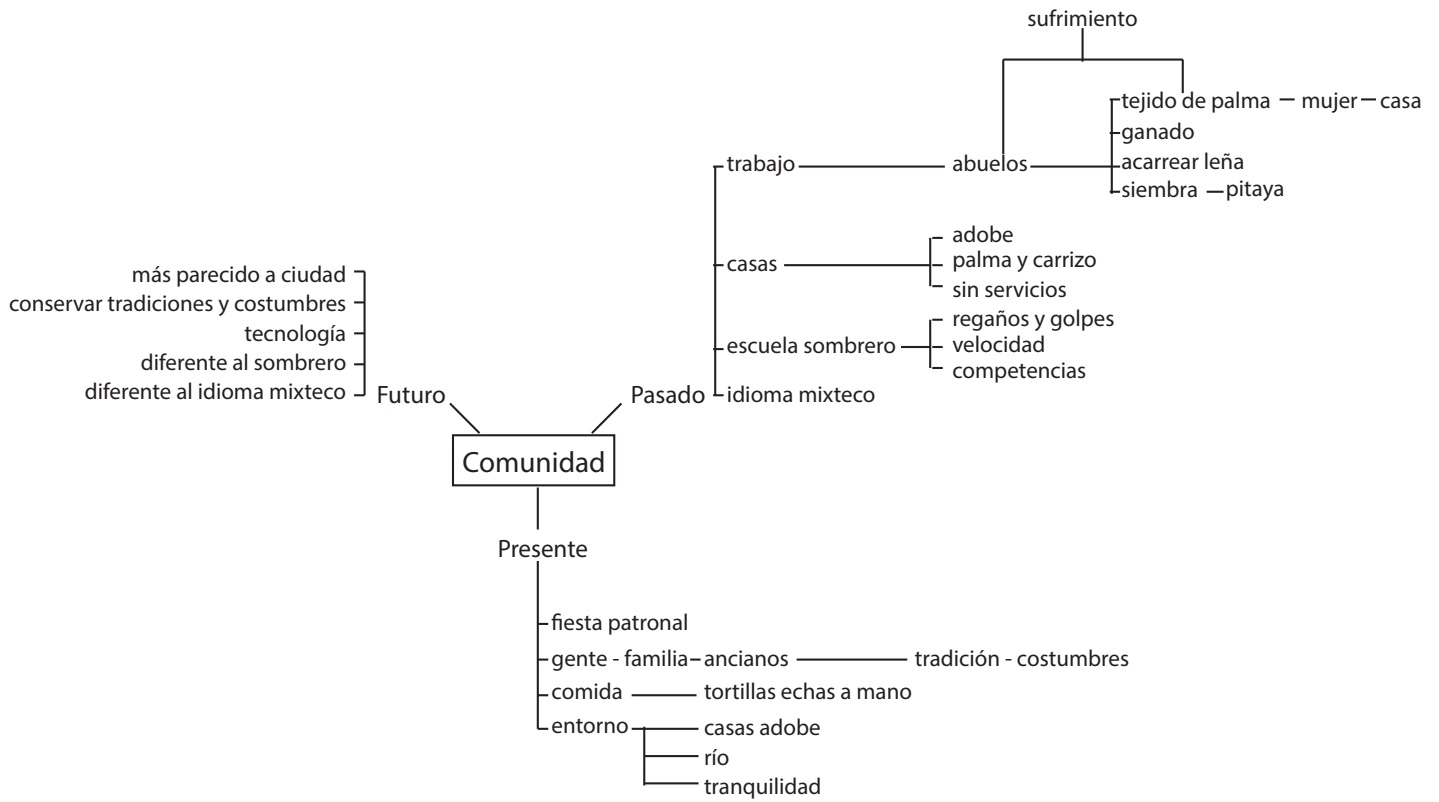 sufrimiento
tejido de palma — mujer — casa
ganado
trabajo
abuelos
acarrear leña
siembra — pitaya
casas
adobe
palma y carrizo
sin servicios
escuela sombrero
regaños y golpes
velocidad
competencias
Pasado
idioma mixteco
más parecido a ciudad
conservar tradiciones y costumbres
tecnología
diferente al sombrero
diferente al idioma mixteco
Futuro
Comunidad
Presente
fiesta patronal
gente - familia – ancianos
tradición - costumbres
comida
tortillas echas a mano
entorno
casas adobe
río
tranquilidad